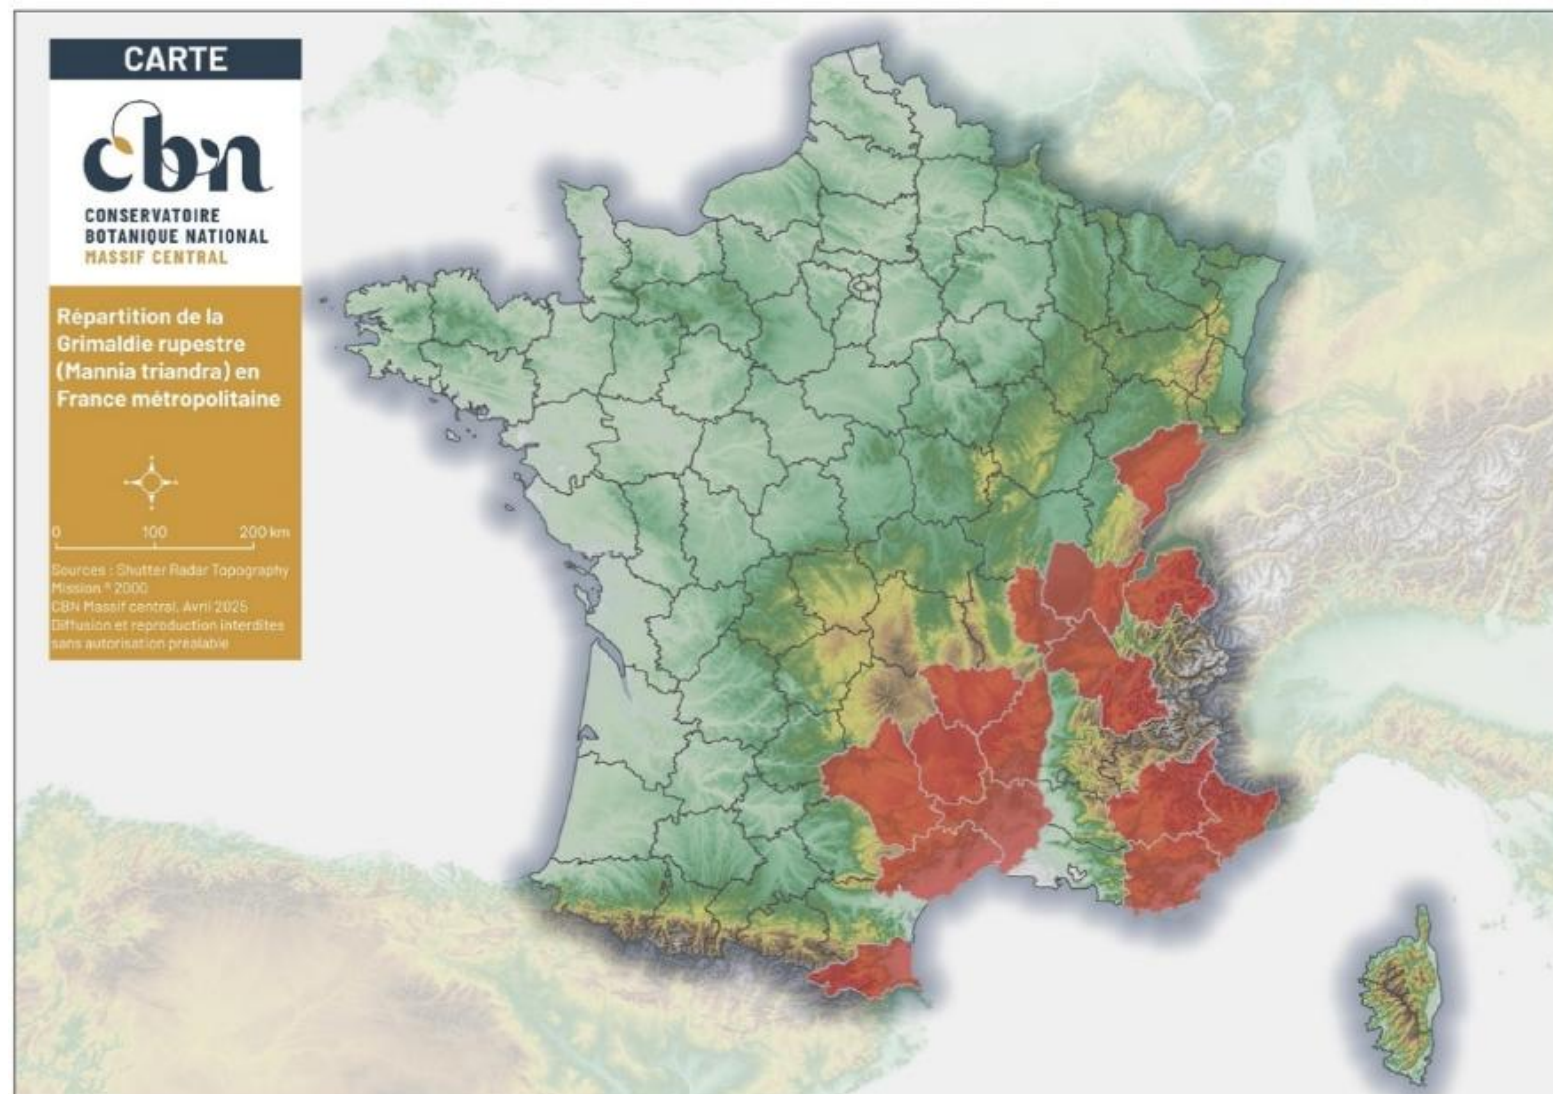 CARTE
cbn
CONSERVATOIRE
BOTANIQUE NATIONAL
MASSIF CENTRAL
Répartition de la
Grimaldie rupestre
(Mannia triandra) en
France métropolitaine
0 100 200 km
Sources : Shutter Radar Topography
Mission ® 2000
CBN Massif central, Avril 2025
Diffusion et reproduction interdites
sans autorisation préalable